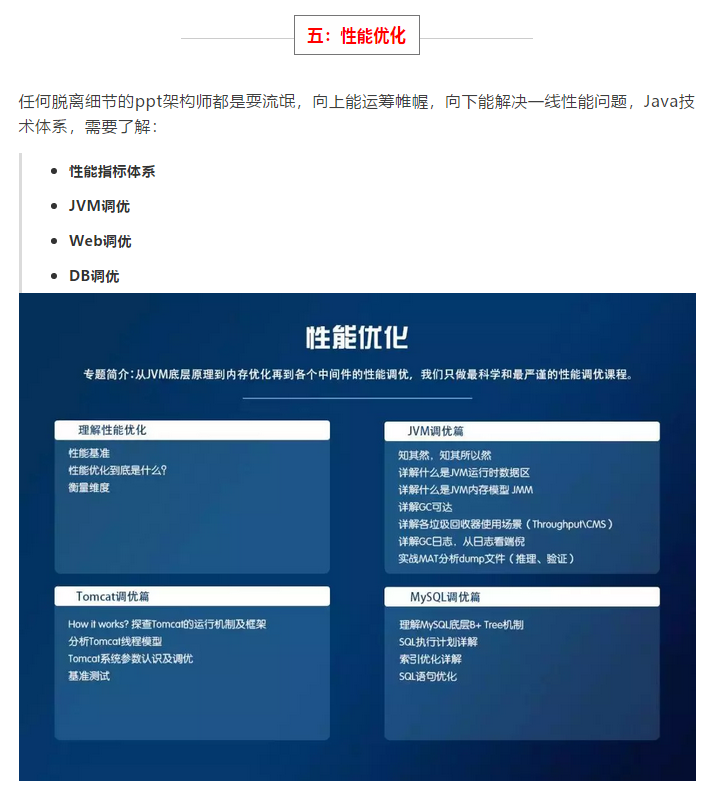 五：性能优化
任何脱离细节的ppt架构师都是耍流氓，向上能运筹帷幄，向下能解决一线性能问题，Java技
术体系，需要了解：
• 性能指标体系
• JVM调优
• Web调优
• DB调优
性能优化
专题简介：从JVM底层原理到内存优化再到各个中间件的性能调优，我们只做最科学和最严谨的性能调优课程。
理解性能优化
性能基准
性能优化到底是什么？
衡量维度
JVM调优篇
知其然，知其所以然
详解什么是JVM运行时数据区
详解什么是JVM内存模型 JMM
详解GC可达
详解各垃圾回收器使用场景（Throughput\CMS）
详解GC日志，从日志看端倪
实战MAT分析dump文件（推理、验证）
Tomcat调优篇
How it works? 探查Tomcat的运行机制及框架
分析Tomcat线程模型
Tomcat系统参数认识及调优
基准测试
MySQL调优篇
理解MySQL底层B+ Tree机制
SQL执行计划详解
索引优化详解
SQL语句优化